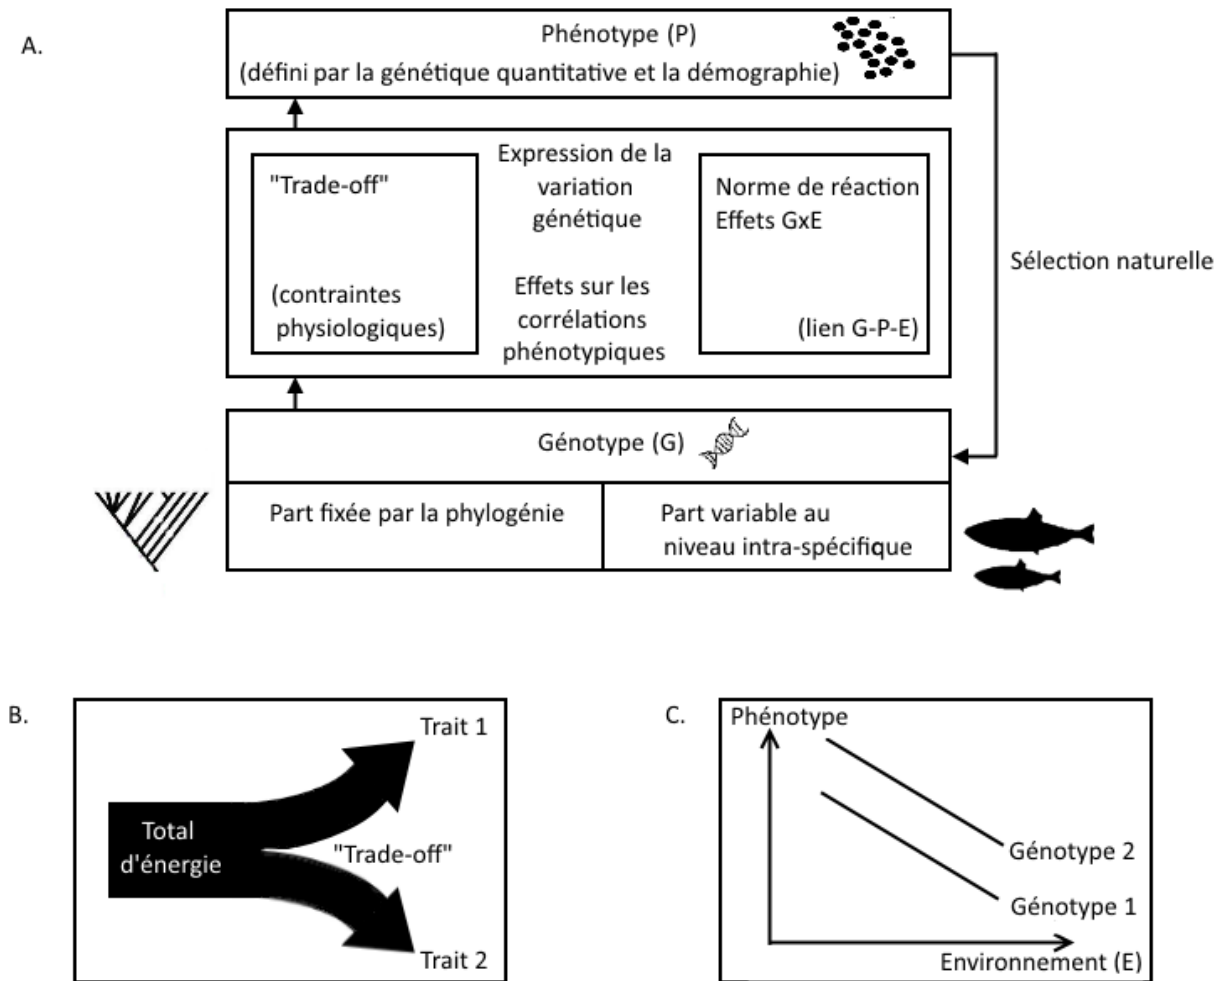 A.
Phénotype (P)
(défini par la génétique quantitative et la démographie)
"Trade-off"
(contraintes
physiologiques)
Expression de la
variation
génétique
Effets sur les
corrélations
phénotypiques
Norme de réaction
Effets GxE
(lien G-P-E)
Sélection naturelle
Génotype (G)
Part fixée par la phylogénie
Part variable au
niveau intra-spécifique
B.
Trait 1
Total
d'énergie
"Trade-off"
Trait 2
C.
Phénotype
Génotype 2
Génotype 1
Environnement (E)